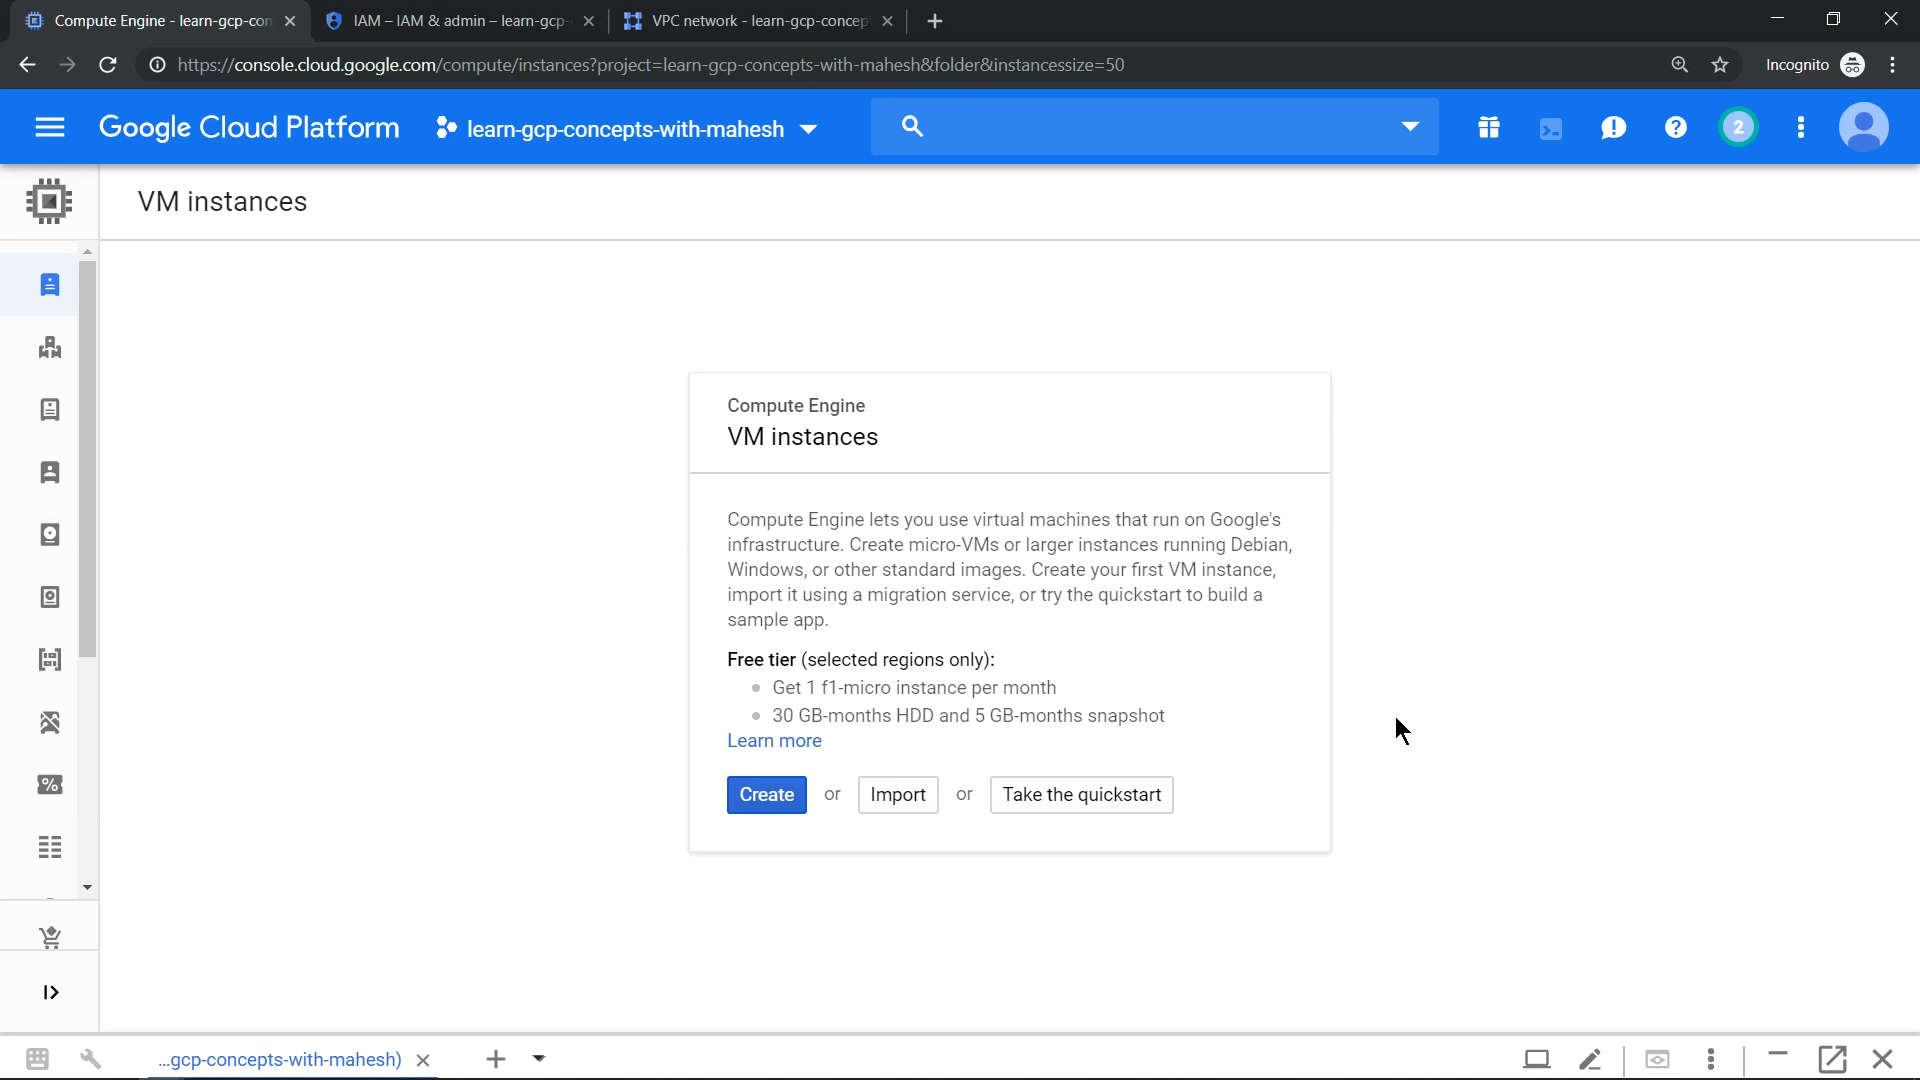 Compute Engine - learn-gcp-con
IAM – IAM & admin – learn-gcp-
VPC network - learn-gcp-concep
https://console.cloud.google.com/compute/instances?project=learn-gcp-concepts-with-mahesh&folder&instancessize=50
Incognito
Google Cloud Platform
learn-gcp-concepts-with-mahesh
2
VM instances
Compute Engine
VM instances
Compute Engine lets you use virtual machines that run on Google's
infrastructure. Create micro-VMs or larger instances running Debian,
Windows, or other standard images. Create your first VM instance,
import it using a migration service, or try the quickstart to build a
sample app.
Free tier (selected regions only):
Get 1 f1-micro instance per month
30 GB-months HDD and 5 GB-months snapshot
Learn more
Create or Import or Take the quickstart
...gcp-concepts-with-mahesh)